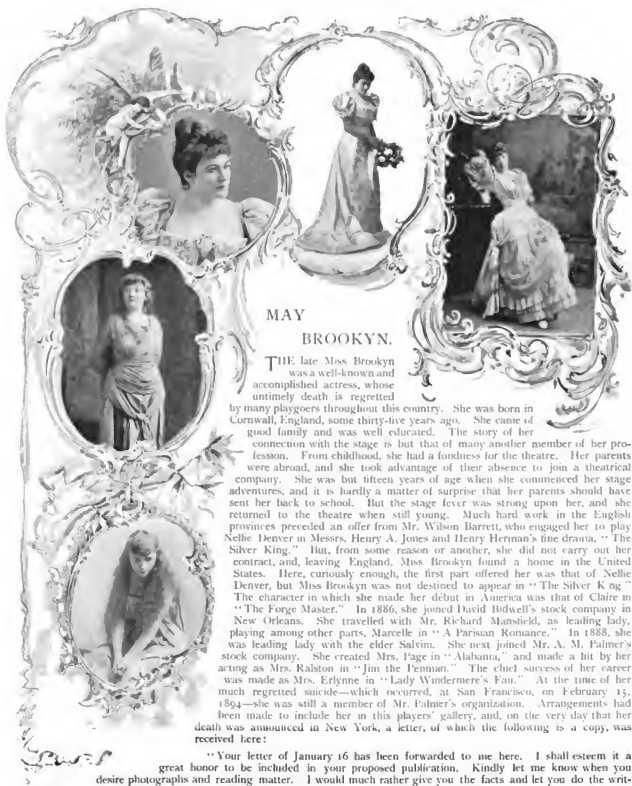 MAY
BROOKYN.
THE late Miss Brookyn
was a well-known and
accomplished actress, whose
untimely death is regretted
by many playgoers throughout this country. She was born in
Cornwall, England, some thirty-five years ago. She came of
good family and was well educated. The story of her
connection with the stage is but that of many another member of her pro-
fession. From childhood, she had a fondness for the theatre. Her parents
were abroad, and she took advantage of their absence to join a theatrical
company. She was but fifteen years of age when she commenced her stage
adventures, and it is hardly a matter of surprise that her parents should have
sent her back to school. But the stage fever was strong upon her, and she
returned to the theatre when still young. Much hard work in the English
provinces preceded an offer from Mr. Wilson Barrett, who engaged her to play
Nellie Denver in Messrs. Henry A. Jones and Henry Herman's fine drama, "The
Silver King." But, from some reason or another, she did not carry out her
contract, and, leaving England, Miss Brookyn found a home in the United
States. Here, curiously enough, the first part offered her was that of Nellie
Denver, but Miss Brookyn was not destined to appear in "The Silver K ng"
The character in which she made her début in America was that of Claire in
"The Forge Master." In 1886, she joined David Bidwell's stock company in
New Orleans. She travelled with Mr. Richard Mansfield, as leading lady,
playing among other parts, Marcelle in "A Parisian Romance." In 1888, she
was leading lady with the elder Salvini. She next joined Mr. A. M. Palmer's
stock company. She created Mrs. Page in "Alabama," and made a hit by her
acting as Mrs. Ralston in "Jim the Penman." The chief success of her career
was made as Mrs. Erlynne in "Lady Windermere's Fan." At the time of her
much regretted suicide—which occurred, at San Francisco, on February 15,
1894—she was still a member of Mr. Palmer's organization. Arrangements had
been made to include her in this players' gallery, and, on the very day that her
death was announced in New York, a letter, of which the following is a copy, was
received here:
"Your letter of January 16 has been forwarded to me here. I shall esteem it a
great honor to be included in your proposed publication. Kindly let me know when you
desire photographs and reading matter. I would much rather give you the facts and let you do the writ-